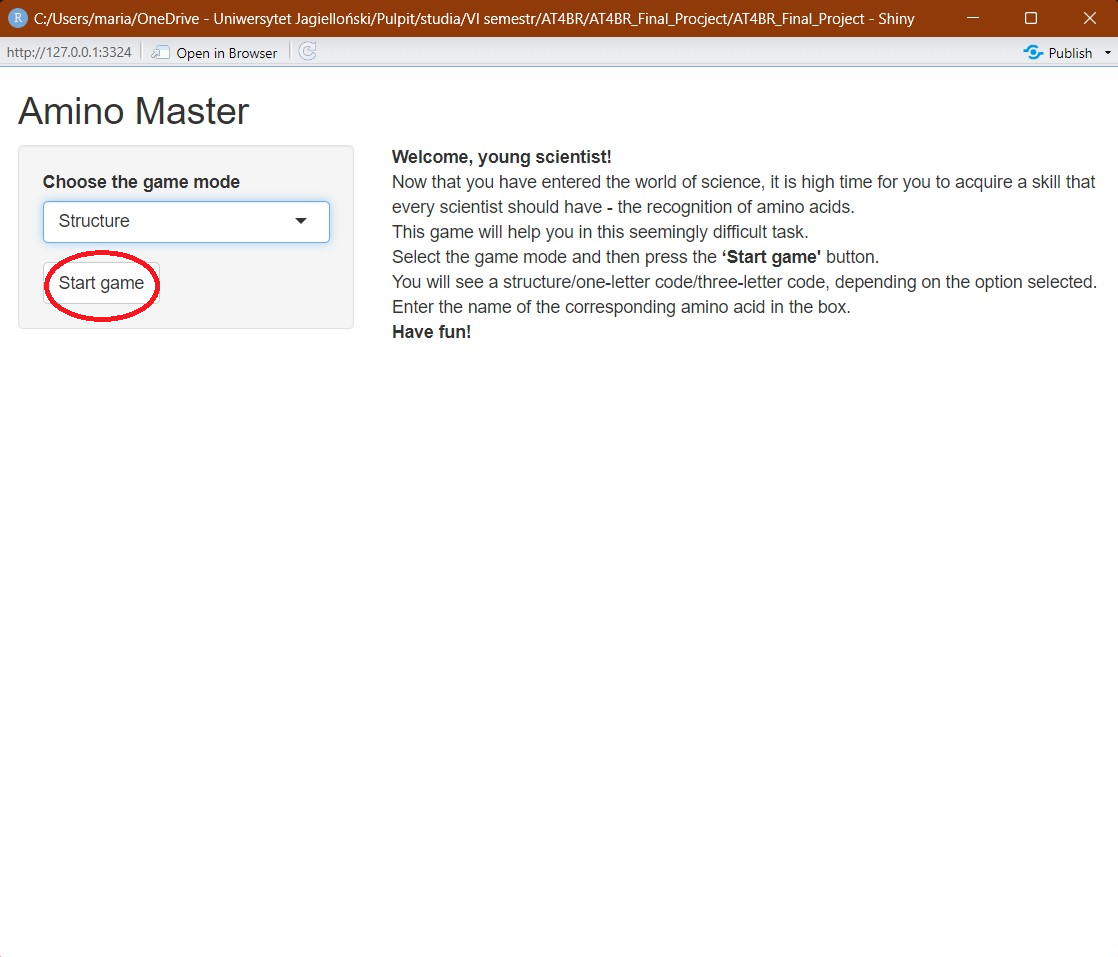 C:/Users/maria/OneDrive - Uniwersytet Jagielloński/Pulpit/studia/VI semestr/AT4BR/AT4BR_Final_Procject/AT4BR_Final_Project - Shiny
http://127.0.0.1:3324 Open in Browser Publish
Amino Master
Choose the game mode
Structure
Start game
Welcome, young scientist!
Now that you have entered the world of science, it is high time for you to acquire a skill that
every scientist should have - the recognition of amino acids.
This game will help you in this seemingly difficult task.
Select the game mode and then press the ‘Start game' button.
You will see a structure/one-letter code/three-letter code, depending on the option selected.
Enter the name of the corresponding amino acid in the box.
Have fun!